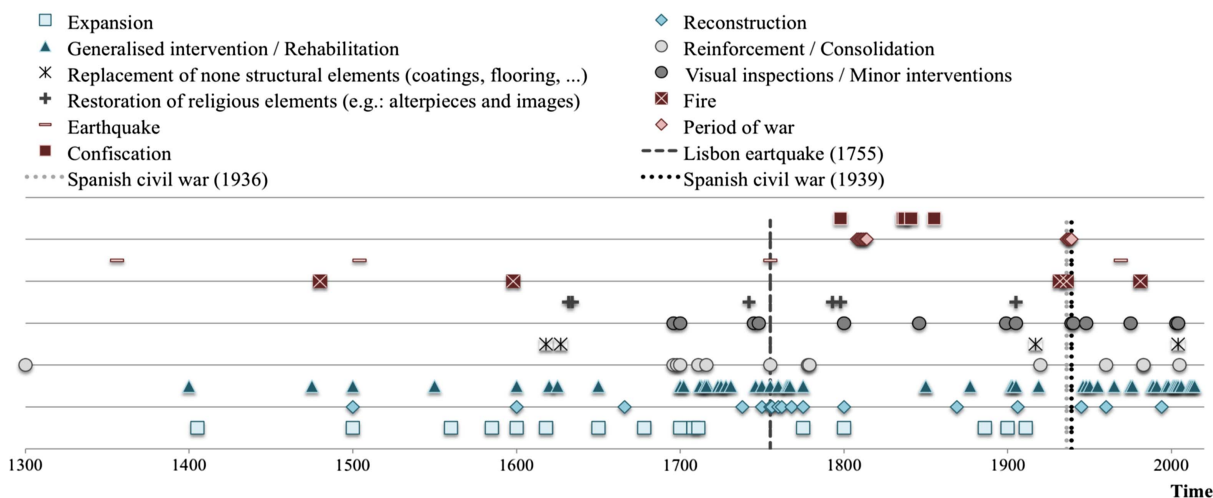 Expansion
Reconstruction
Generalised intervention / Rehabilitation
Reinforcement / Consolidation
Replacement of none structural elements (coatings, flooring, ...)
Visual inspections / Minor interventions
Restoration of religious elements (e.g.: alterpieces and images)
Fire
Earthquake
Period of war
Confiscation
Lisbon eartquake (1755)
Spanish civil war (1936)
Spanish civil war (1939)
1300 1400 1500 1600 1700 1800 1900 2000
Time